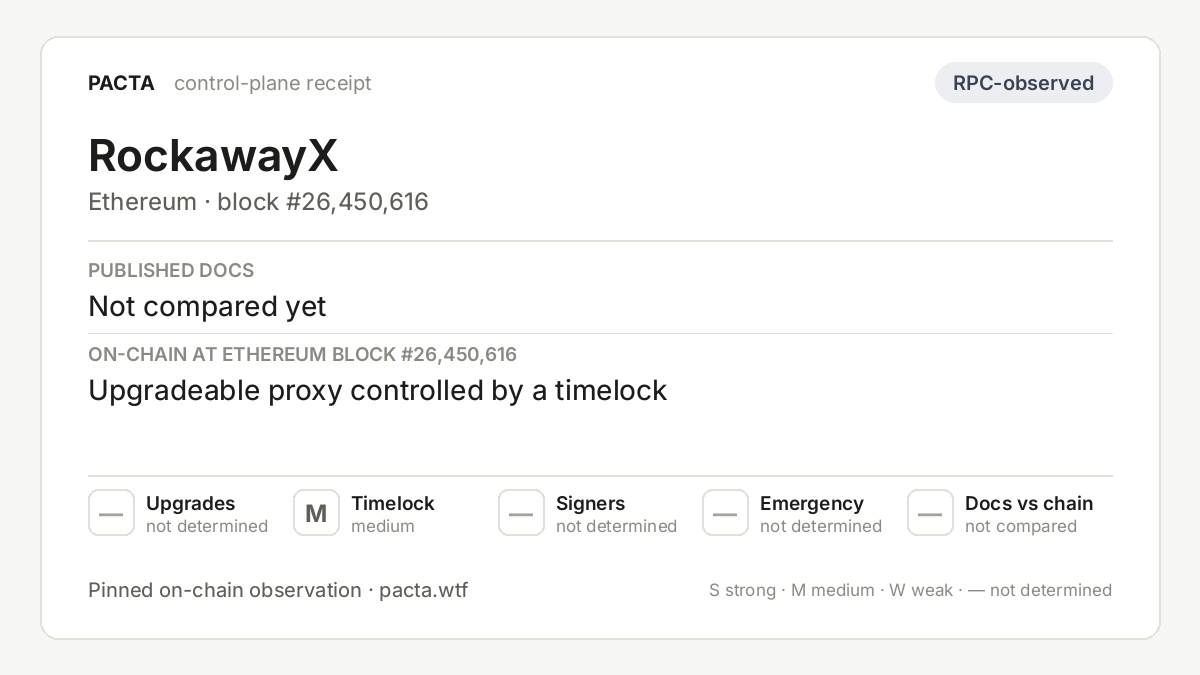 PACTA control-plane receipt
RPC-observed
RockawayX
Ethereum · block #26,450,616
PUBLISHED DOCS
Not compared yet
ON-CHAIN AT ETHEREUM BLOCK #26,450,616
Upgradeable proxy controlled by a timelock
— Upgrades
not determined
M Timelock
medium
— Signers
not determined
— Emergency
not determined
— Docs vs chain
not compared
Pinned on-chain observation · pacta.wtf
S strong · M medium · W weak · — not determined